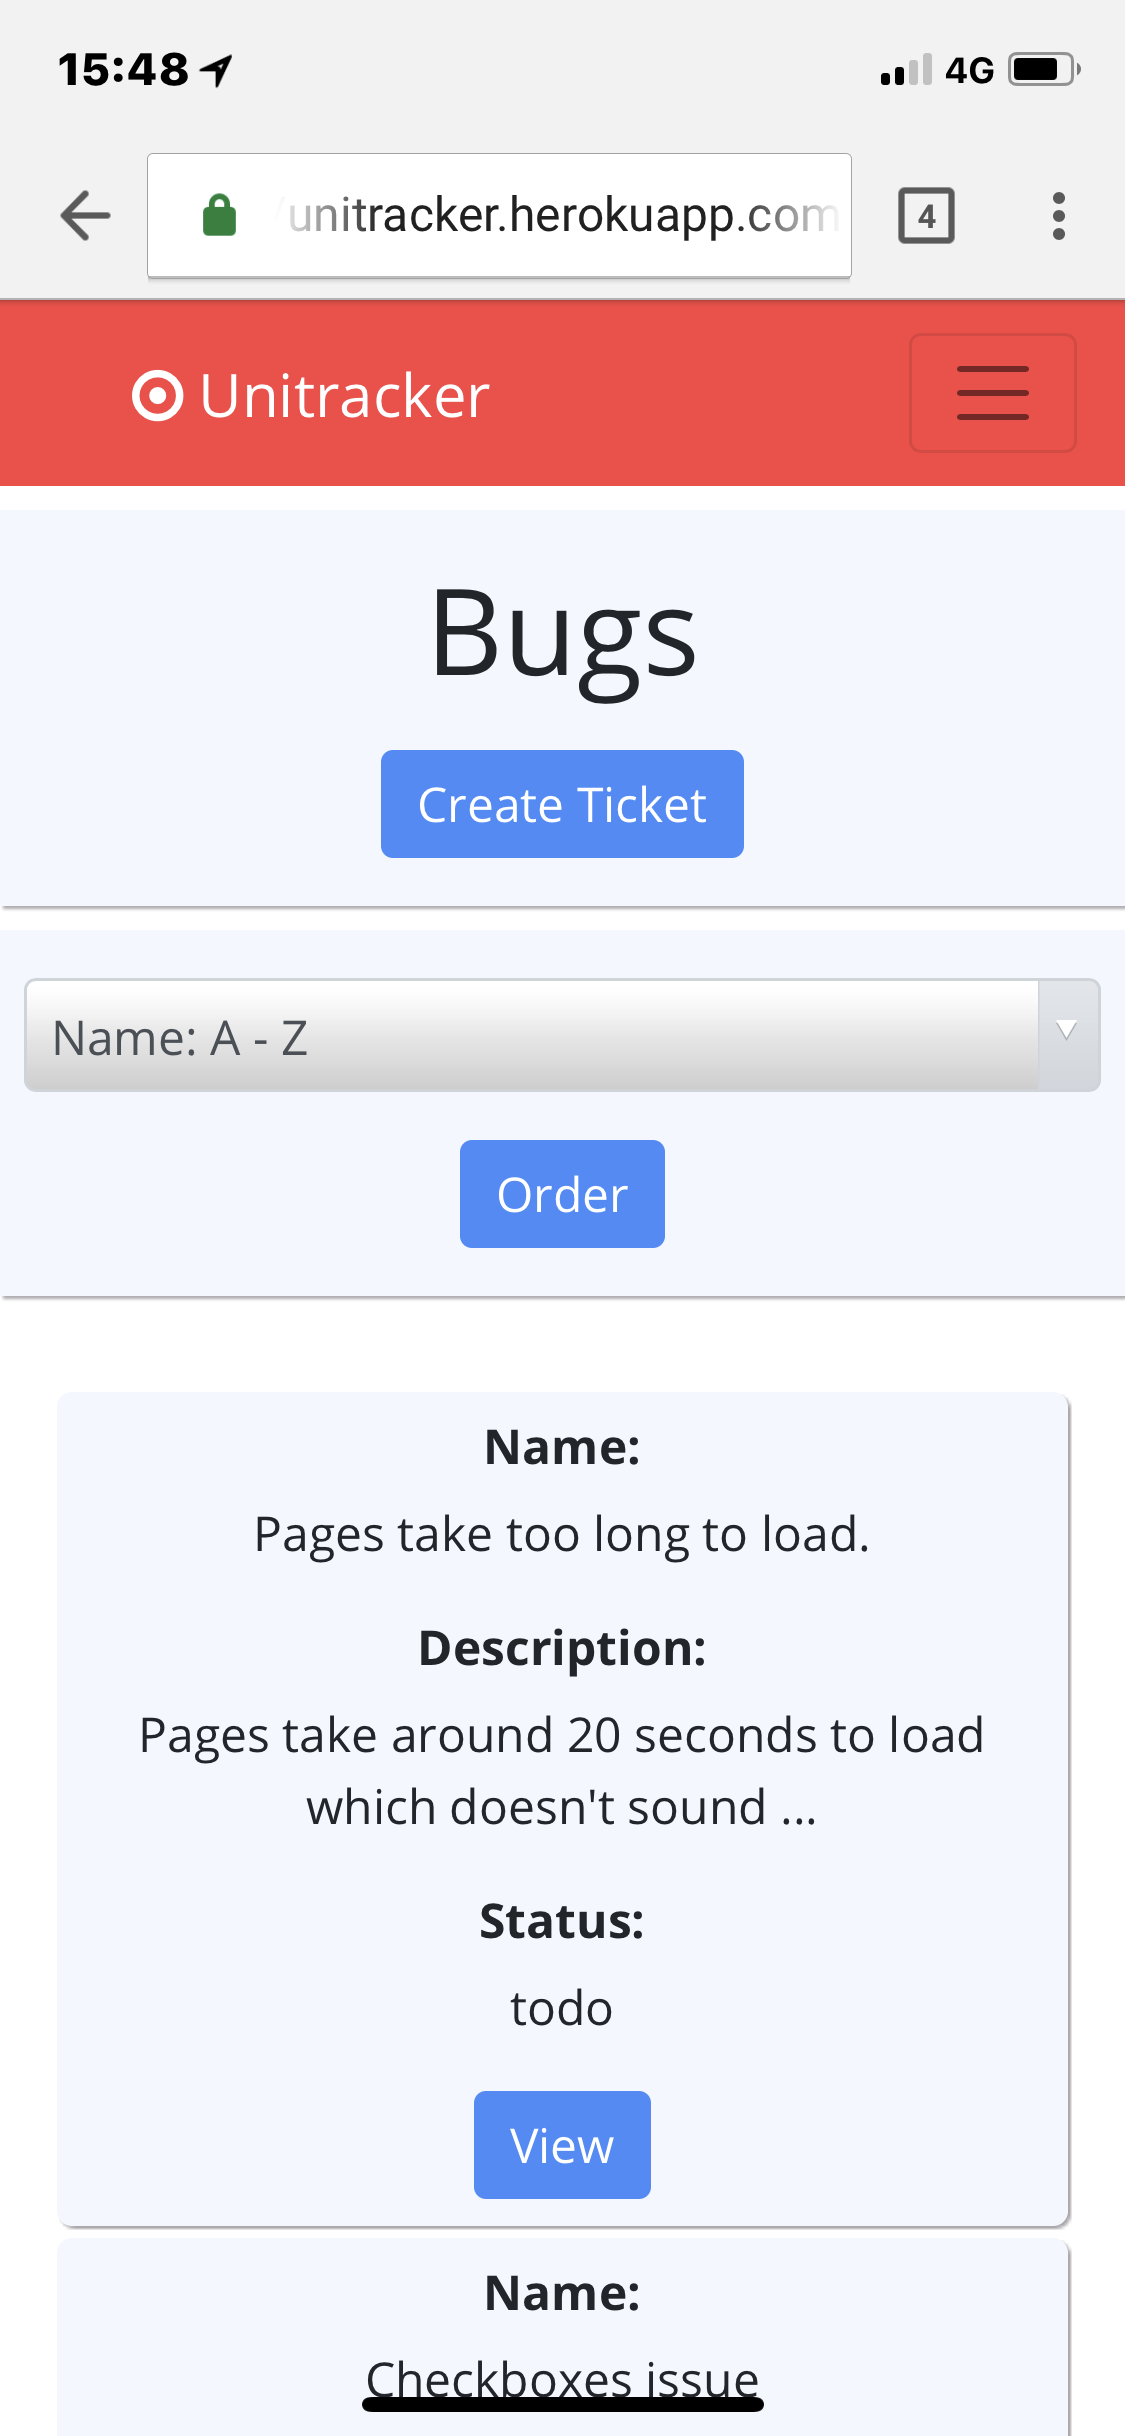 15:48
4G
/unitracker.herokuapp.com
4
Unitracker
Bugs
Create Ticket
Name: A - Z
Order
Name:
Pages take too long to load.
Description:
Pages take around 20 seconds to load
which doesn't sound ...
Status:
todo
View
Name:
Checkboxes issue